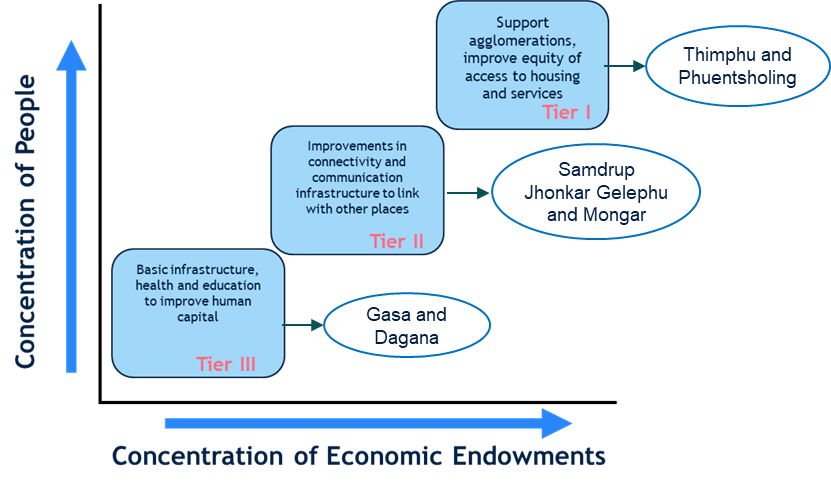 Support
agglomerations,
improve equity of
access to housing
and services
Tier I
Thimphu and
Phuentsholing
Improvements in
connectivity and
communication
infrastructure to link
with other places
Tier II
Samdrup
Jhonkar Gelephu
and Mongar
Basic infrastructure,
health and education
to improve human
capital
Tier III
Gasa and
Dagana
Concentration of People
Concentration of Economic Endowments